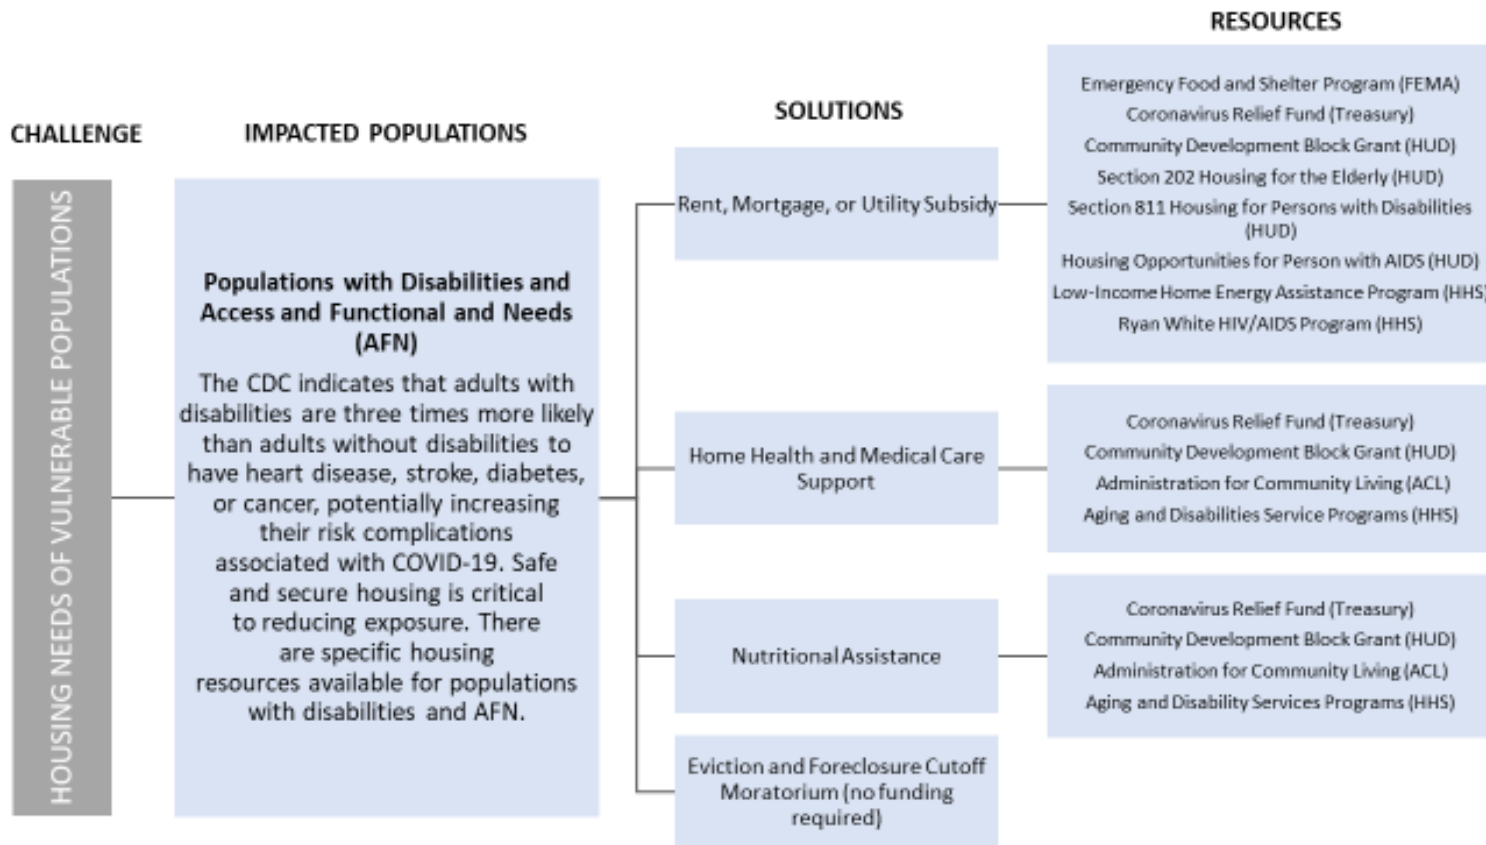 CHALLENGE
HOUSING NEEDS OF VULNERABLE POPULATIONS
IMPACTED POPULATIONS
Populations with Disabilities and
Access and Functional and Needs
(AFN)
The CDC indicates that adults with
disabilities are three times more likely
than adults without disabilities to
have heart disease, stroke, diabetes,
or cancer, potentially increasing
their risk complications
associated with COVID-19. Safe
and secure housing is critical
to reducing exposure. There
are specific housing
resources available for populations
with disabilities and AFN.
SOLUTIONS
Rent, Mortgage, or Utility Subsidy
Home Health and Medical Care
Support
Nutritional Assistance
Eviction and Foreclosure Cutoff
Moratorium (no funding
required)
RESOURCES
Emergency Food and Shelter Program (FEMA)
Coronavirus Relief Fund (Treasury)
Community Development Block Grant (HUD)
Section 202 Housing for the Elderly (HUD)
Section 811 Housing for Persons with Disabilities
(HUD)
Housing Opportunities for Person with AIDS (HUD)
Low-Income Home Energy Assistance Program (HHS)
Ryan White HIV/AIDS Program (HHS)
Coronavirus Relief Fund (Treasury)
Community Development Block Grant (HUD)
Administration for Community Living (ACL)
Aging and Disabilities Service Programs (HHS)
Coronavirus Relief Fund (Treasury)
Community Development Block Grant (HUD)
Administration for Community Living (ACL)
Aging and Disability Services Programs (HHS)